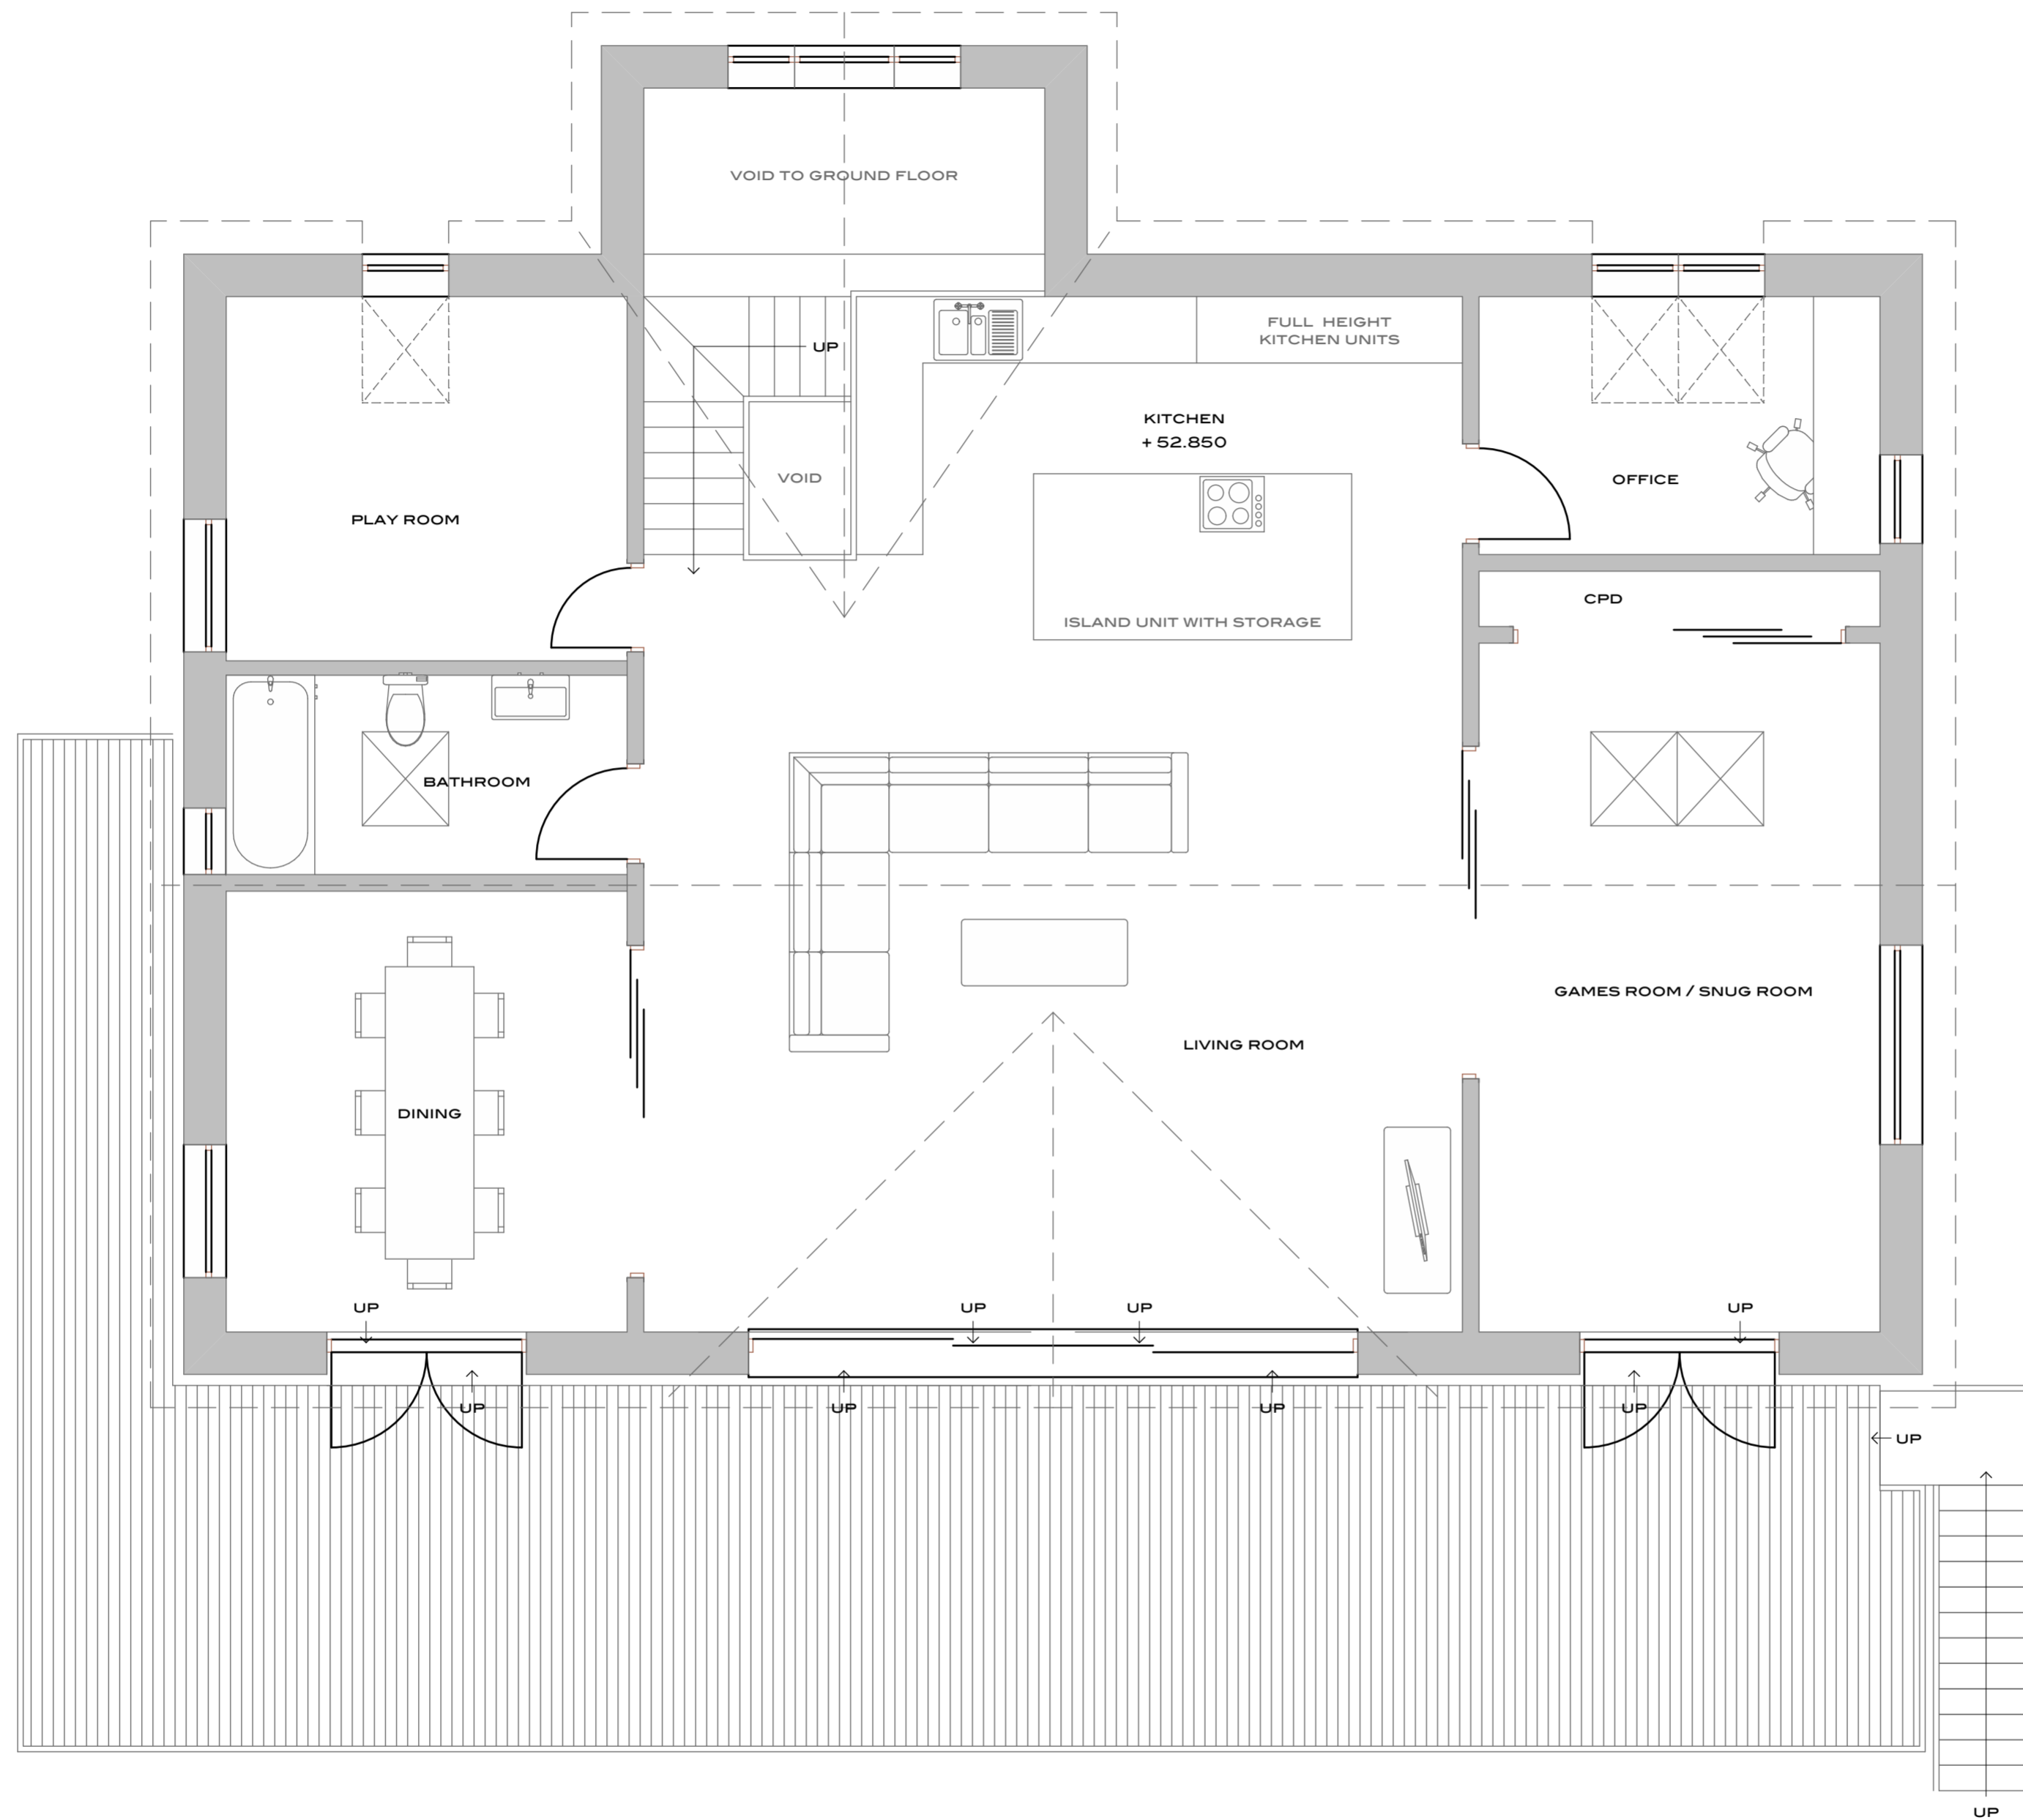 VOID TO GROUND FLOOR
FULL HEIGHT
KITCHEN UNITS
UP
KITCHEN
+ 52.850
VOID
OFFICE
PLAY ROOM
CPD
ISLAND UNIT WITH STORAGE
BATHROOM
GAMES ROOM / SNUG ROOM
LIVING ROOM
DINING
UP
UP
UP
UP
UP
UP
UP
UP
UP
UP